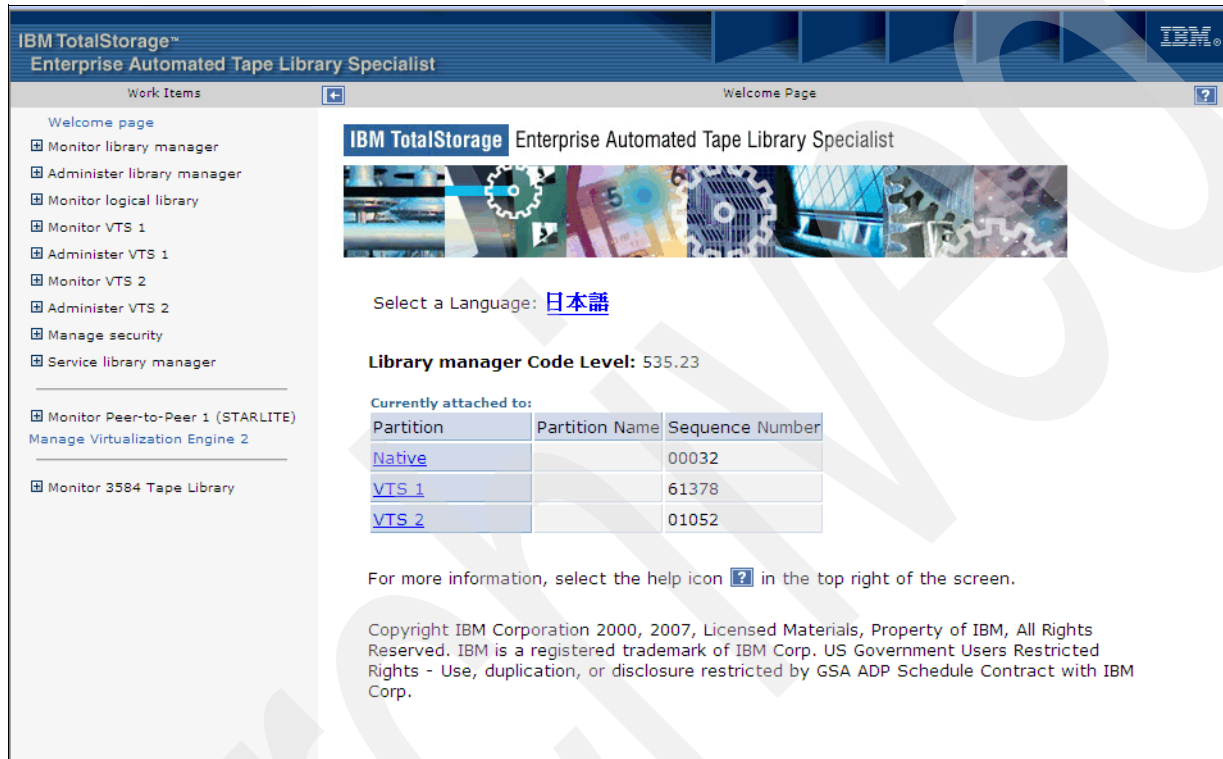 IBM TotalStorage™
Enterprise Automated Tape Library Specialist
IBM®
Work Items
Welcome Page
?
Welcome page
Monitor library manager
Administer library manager
Monitor logical library
Monitor VTS 1
Administer VTS 1
Monitor VTS 2
Administer VTS 2
Manage security
Service library manager
Monitor Peer-to-Peer 1 (STARLITE)
Manage Virtualization Engine 2
Monitor 3584 Tape Library
IBM TotalStorage Enterprise Automated Tape Library Specialist
Select a Language: 日本語
Library manager Code Level: 535.23
Currently attached to:
Partition Partition Name Sequence Number
Native 00032
VTS 1 61378
VTS 2 01052
For more information, select the help icon ? in the top right of the screen.
Copyright IBM Corporation 2000, 2007, Licensed Materials, Property of IBM, All Rights
Reserved. IBM is a registered trademark of IBM Corp. US Government Users Restricted
Rights - Use, duplication, or disclosure restricted by GSA ADP Schedule Contract with IBM
Corp.